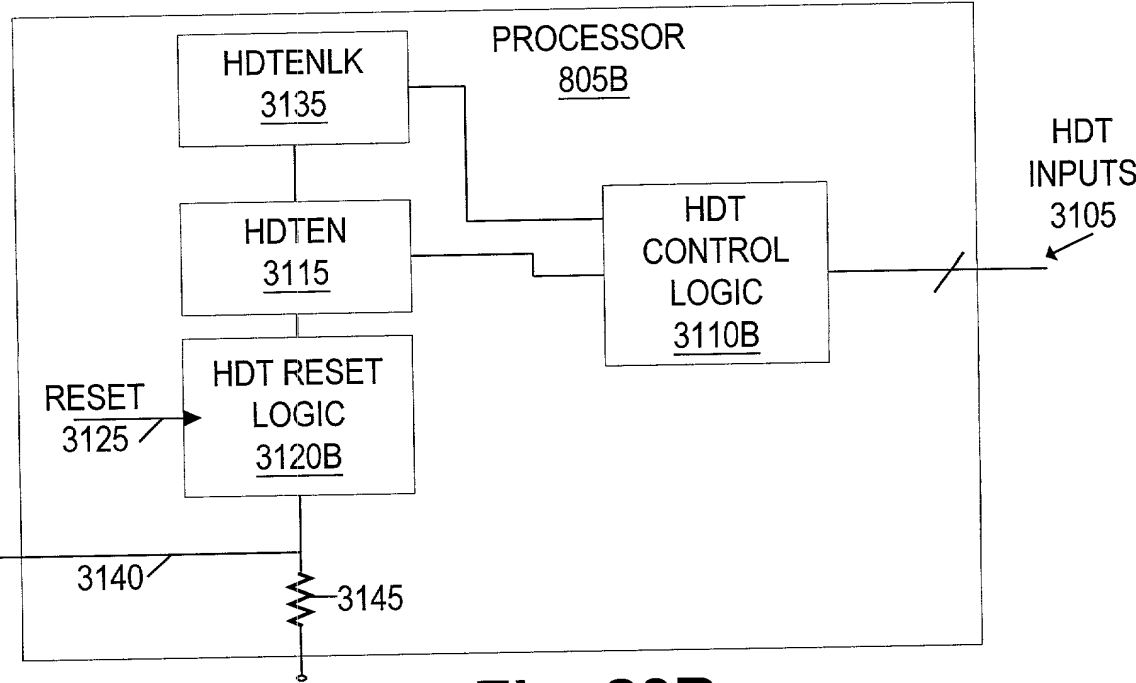 PROCESSOR
805B
HDTENLK
3135
HDTEN
3115
HDT RESET
LOGIC
3120B
RESET
3125
HDT
CONTROL
LOGIC
3110B
HDT
INPUTS
3105
3140
3145